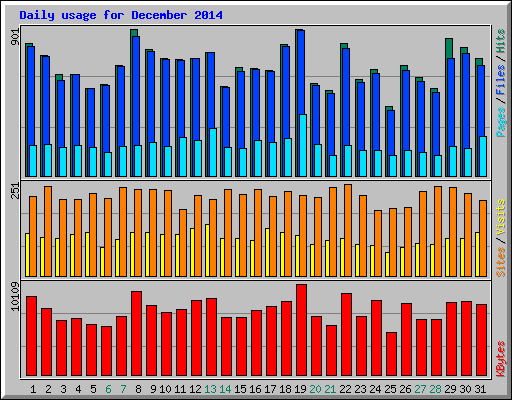 Daily usage for December 2014
901
Pages / Files / Hits
251
Sites / Visits
10109
KBytes
1 2 3 4 5 6 7 8 9 10 11 12 13 14 15 16 17 18 19 20 21 22 23 24 25 26 27 28 29 30 31